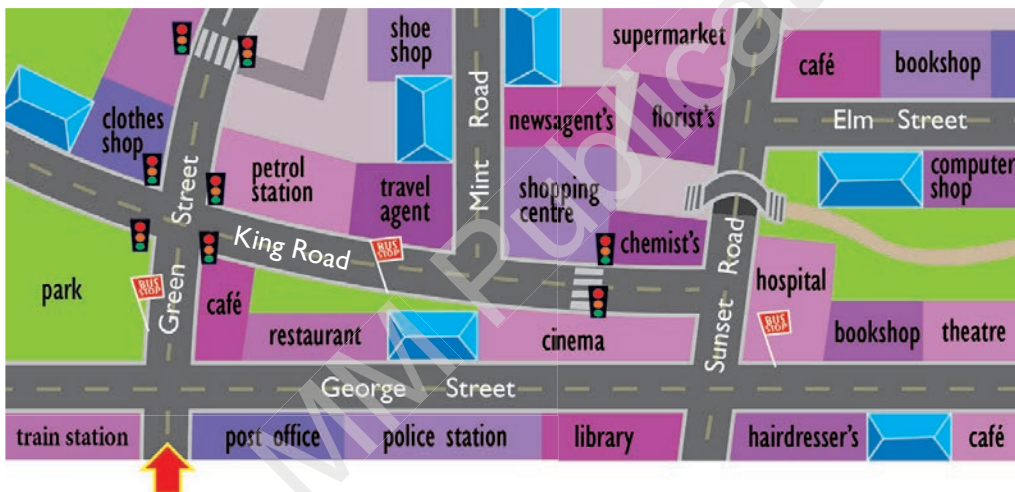 shoe
shop
supermarket
café
bookshop
clothes
shop
Mint Road
newsagent's
florist's
Elm Street
petrol
station
travel
agent
shopping
centre
computer
shop
Green Street
King Road
BUS
STOP
chemist's
Sunset Road
hospital
park
BUS
STOP
café
restaurant
cinema
BUS
STOP
bookshop
theatre
George Street
train station
post office
police station
library
hairdresser's
café